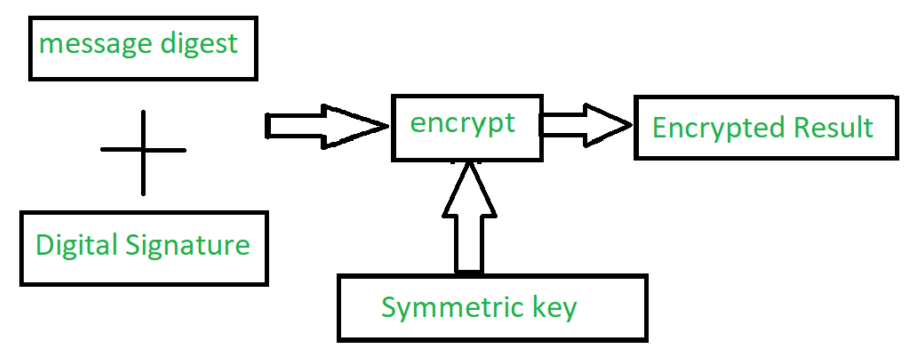 message digest
Digital Signature
encrypt
Symmetric key
Encrypted Result